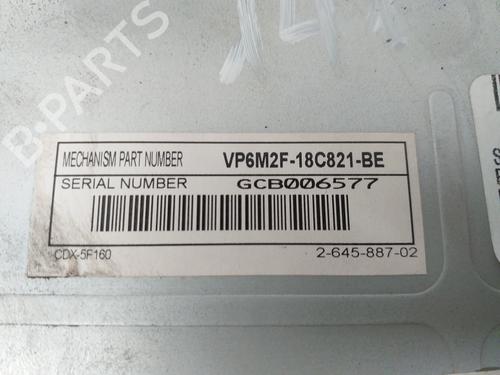 B-PARTS
MECHANISM PART NUMBER VP6M2F-18C821-BE
SERIAL NUMBER GCB006577
CDX-5F160 2-645-887-02